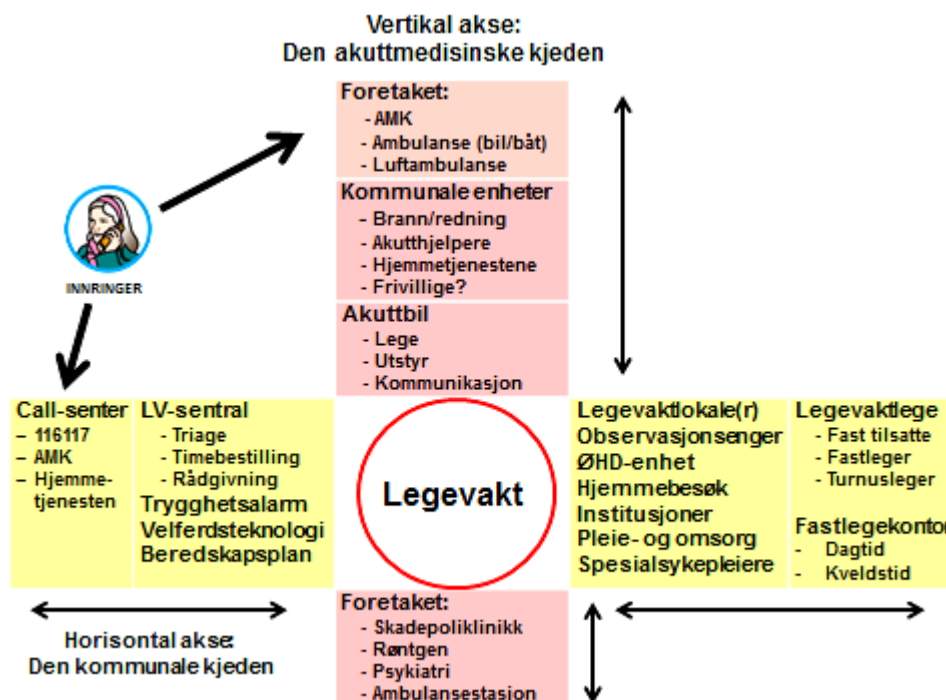 Vertikal akse:
Den akuttmedisinske kjeden
Foretaket:
- AMK
- Ambulanse (bil/båt)
- Luftambulanse
Kommunale enheter
- Brann/redning
- Akutthjelpere
- Hjemmetjenestene
- Frivillige?
INNRINGER
Akuttbil
- Lege
- Utstyr
- Kommunikasjon
Call-senter
– 116117
– AMK
– Hjemme-
tjenesten
LV-sentral
- Triage
- Timebestilling
- Rådgivning
Trygghetsalarm
Velferdsteknologi
Beredskapsplan
Legevakt
Legevaktlokale(r)
Observasjonsenger
ØHD-enhet
Hjemmebesøk
Institusjoner
Pleie- og omsorg
Spesialsykepleiere
Legevaktlege
- Fast tilsatte
- Fastleger
- Turnusleger
Fastlegekontor
- Dagtid
- Kveldstid
Horisontal akse:
Den kommunale kjeden
Foretaket:
- Skadepoliklinikk
- Røntgen
- Psykiatri
- Ambulansestasjon